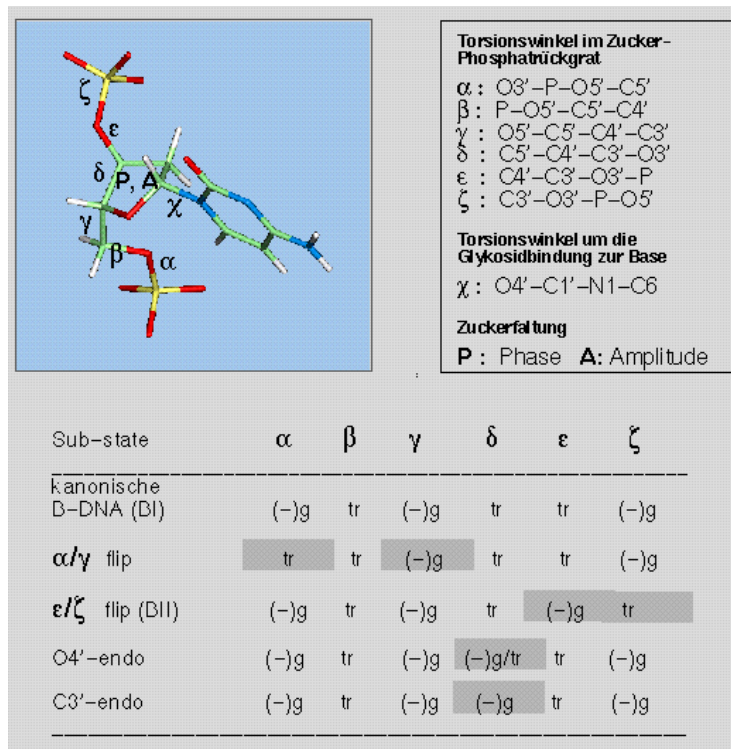 ζ
ε
δ
P, A
χ
γ
β
α
Torsionswinkel im Zucker-
Phosphatrückgrat
α : O3'–P–O5'–C5'
β : P–O5'–C5'–C4'
γ : O5'–C5'–C4'–C3'
δ : C5'–C4'–C3'–O3'
ε : C4'–C3'–O3'–P
ζ : C3'–O3'–P–O5'
Torsionswinkel um die
Glykosidbindung zur Base
χ : O4'–C1'–N1–C6
Zuckerfaltung
P : Phase A: Amplitude
Sub–state α β γ δ ε ζ
kanonische
B–DNA (BI) (–)g tr (–)g tr tr (–)g
α/γ flip tr tr (–)g tr tr (–)g
ε/ζ flip (BII) (–)g tr (–)g tr (–)g tr
O4'–endo (–)g tr (–)g (–)g/tr tr (–)g
C3'–endo (–)g tr (–)g (–)g tr (–)g